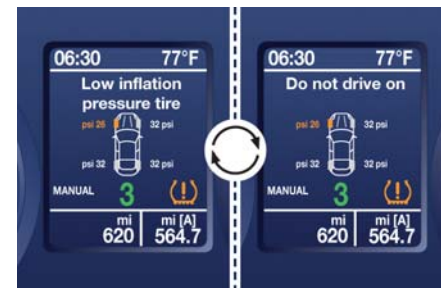 06:30 77°F
Low inflation
pressure tire
psi 26 32 psi
psi 32 32 psi
MANUAL 3 (!)
mi mi [A]
620 564.7
06:30 77°F
Do not drive on
psi 26 32 psi
psi 32 32 psi
MANUAL 3 (!)
mi mi [A]
620 564.7